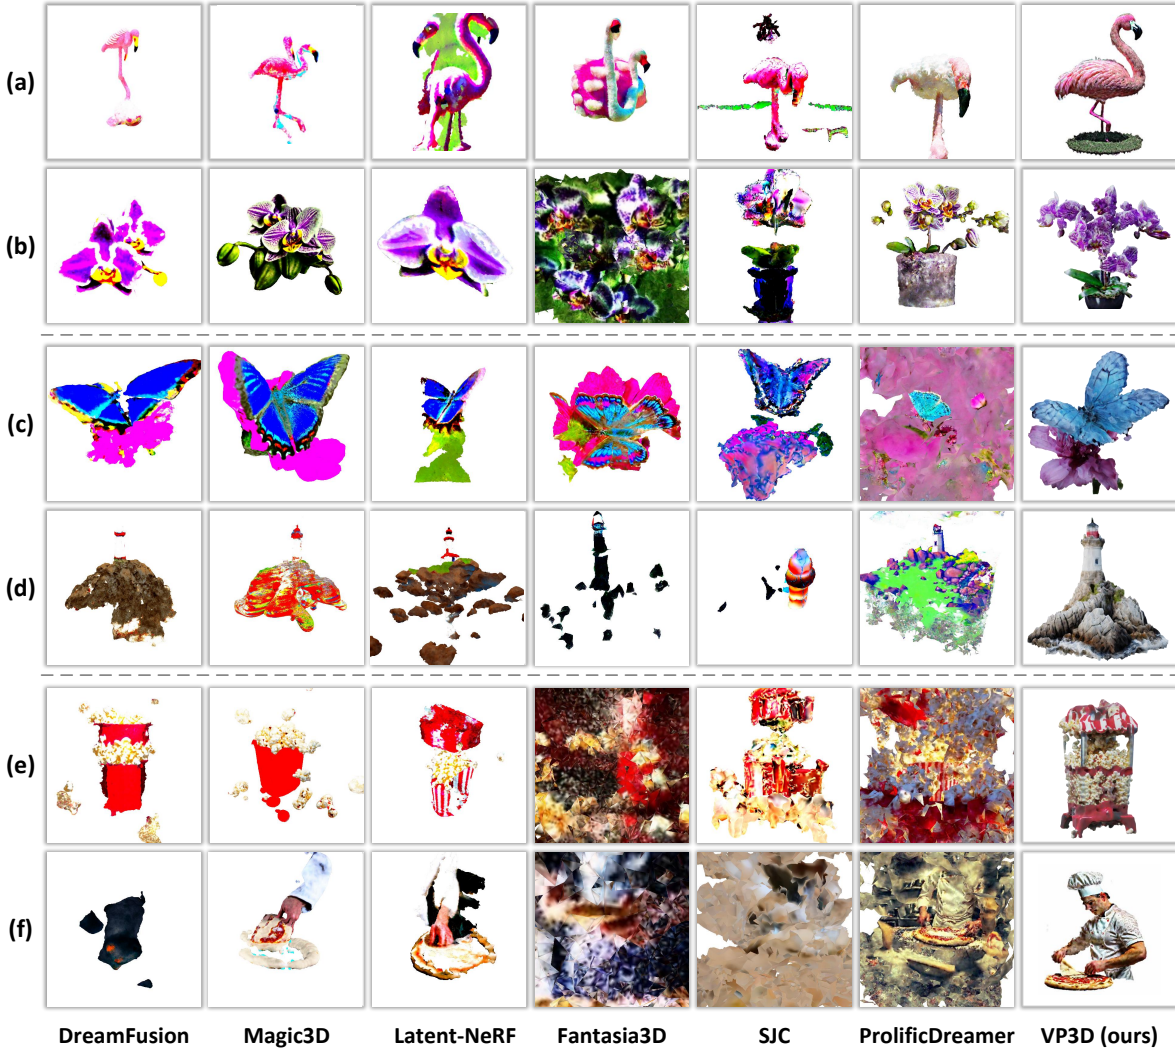 (a)
(b)
(c)
(d)
(e)
(f)
DreamFusion Magic3D Latent-NeRF Fantasia3D SJC ProlificDreamer VP3D (ours)